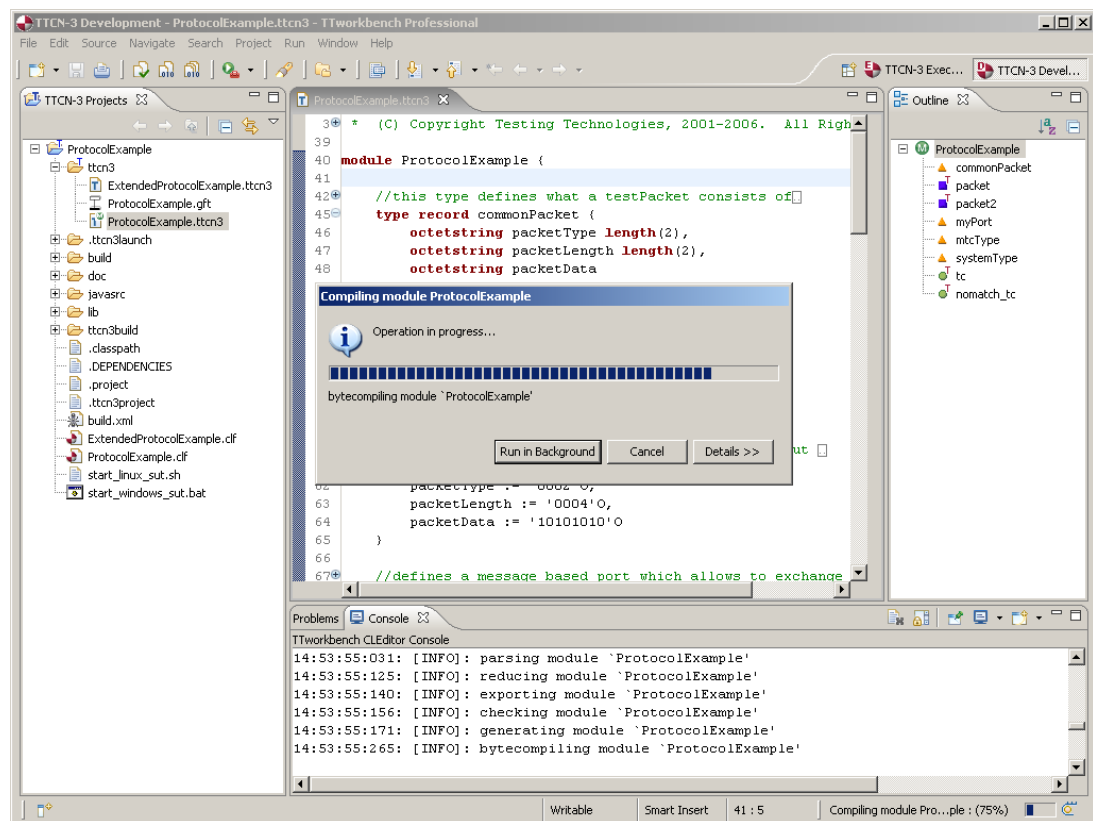 TTCN-3 Development - ProtocolExample.ttcn3 - TTworkbench Professional
File Edit Source Navigate Search Project Run Window Help
TTCN-3 Exec... TTCN-3 Devel...
TTCN-3 Projects
ProtocolExample
ttcn3
ExtendedProtocolExample.ttcn3
ProtocolExample.gft
ProtocolExample.ttcn3
.ttcn3launch
build
doc
javasrc
lib
ttcn3build
.classpath
.DEPENDENCIES
.project
.ttcn3project
build.xml
ExtendedProtocolExample.clf
ProtocolExample.clf
start_linux_sut.sh
start_windows_sut.bat
ProtocolExample.ttcn3
3 * (C) Copyright Testing Technologies, 2001-2006. All Righ
39
40 module ProtocolExample {
41
42 //this type defines what a testPacket consists of
45 type record commonPacket {
46 octetstring packetType length(2),
47 octetstring packetLength length(2),
48 octetstring packetData
Compiling module ProtocolExample
Operation in progress...
bytecompiling module `ProtocolExample'
Run in Background Cancel Details >>
ut
62 packetType := '0002'O,
63 packetLength := '0004'O,
64 packetData := '10101010'O
65 }
66
67 //defines a message based port which allows to exchange
Outline
ProtocolExample
commonPacket
packet
packet2
myPort
mtcType
systemType
tc
nomatch_tc
Problems Console
TTworkbench CLEditor Console
14:53:55:031: [INFO]: parsing module `ProtocolExample'
14:53:55:125: [INFO]: reducing module `ProtocolExample'
14:53:55:140: [INFO]: exporting module `ProtocolExample'
14:53:55:156: [INFO]: checking module `ProtocolExample'
14:53:55:171: [INFO]: generating module `ProtocolExample'
14:53:55:265: [INFO]: bytecompiling module `ProtocolExample'
Writable Smart Insert 41 : 5 Compiling module Pro...ple : (75%)